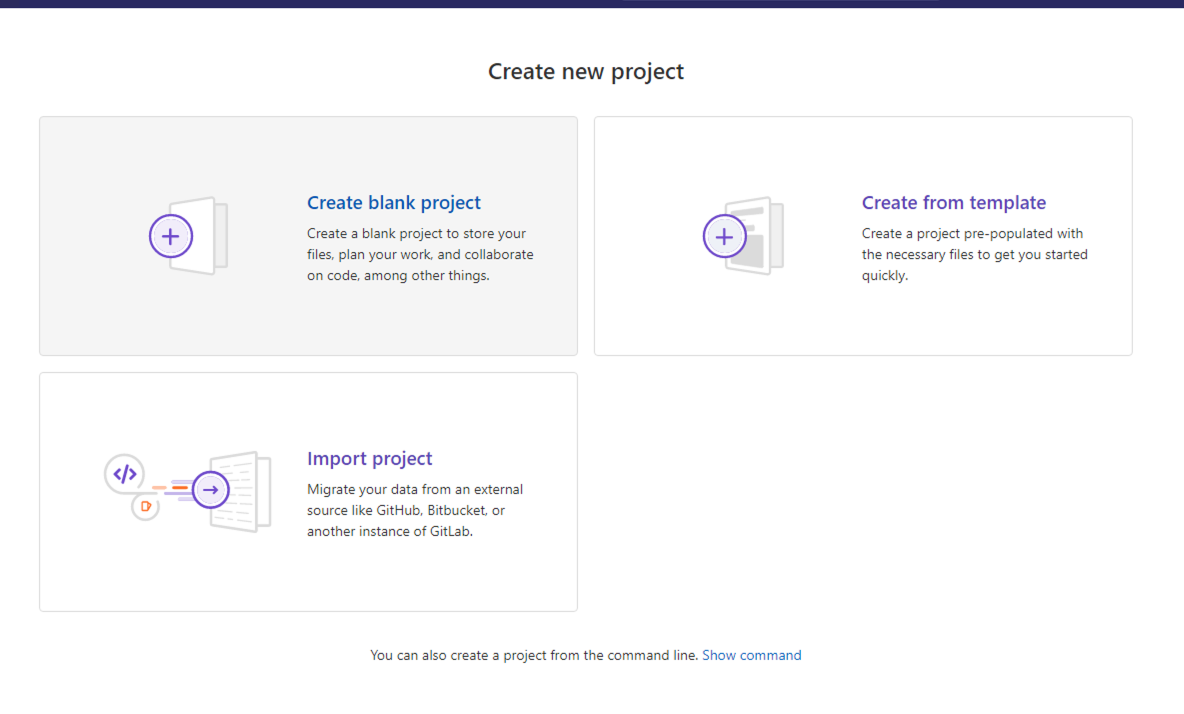 Create new project
Create blank project
Create a blank project to store your
files, plan your work, and collaborate
on code, among other things.
Create from template
Create a project pre-populated with
the necessary files to get you started
quickly.
Import project
Migrate your data from an external
source like GitHub, Bitbucket, or
another instance of GitLab.
You can also create a project from the command line. Show command